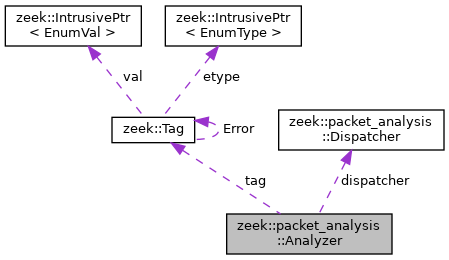 zeek::IntrusivePtr
< EnumVal >
zeek::IntrusivePtr
< EnumType >
val
etype
zeek::Tag
Error
zeek::packet_analysis
::Dispatcher
tag
dispatcher
zeek::packet_analysis
::Analyzer